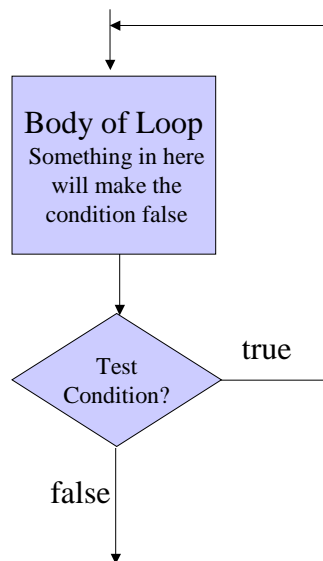 Body of Loop
Something in here
will make the
condition false
Test
Condition?
true
false